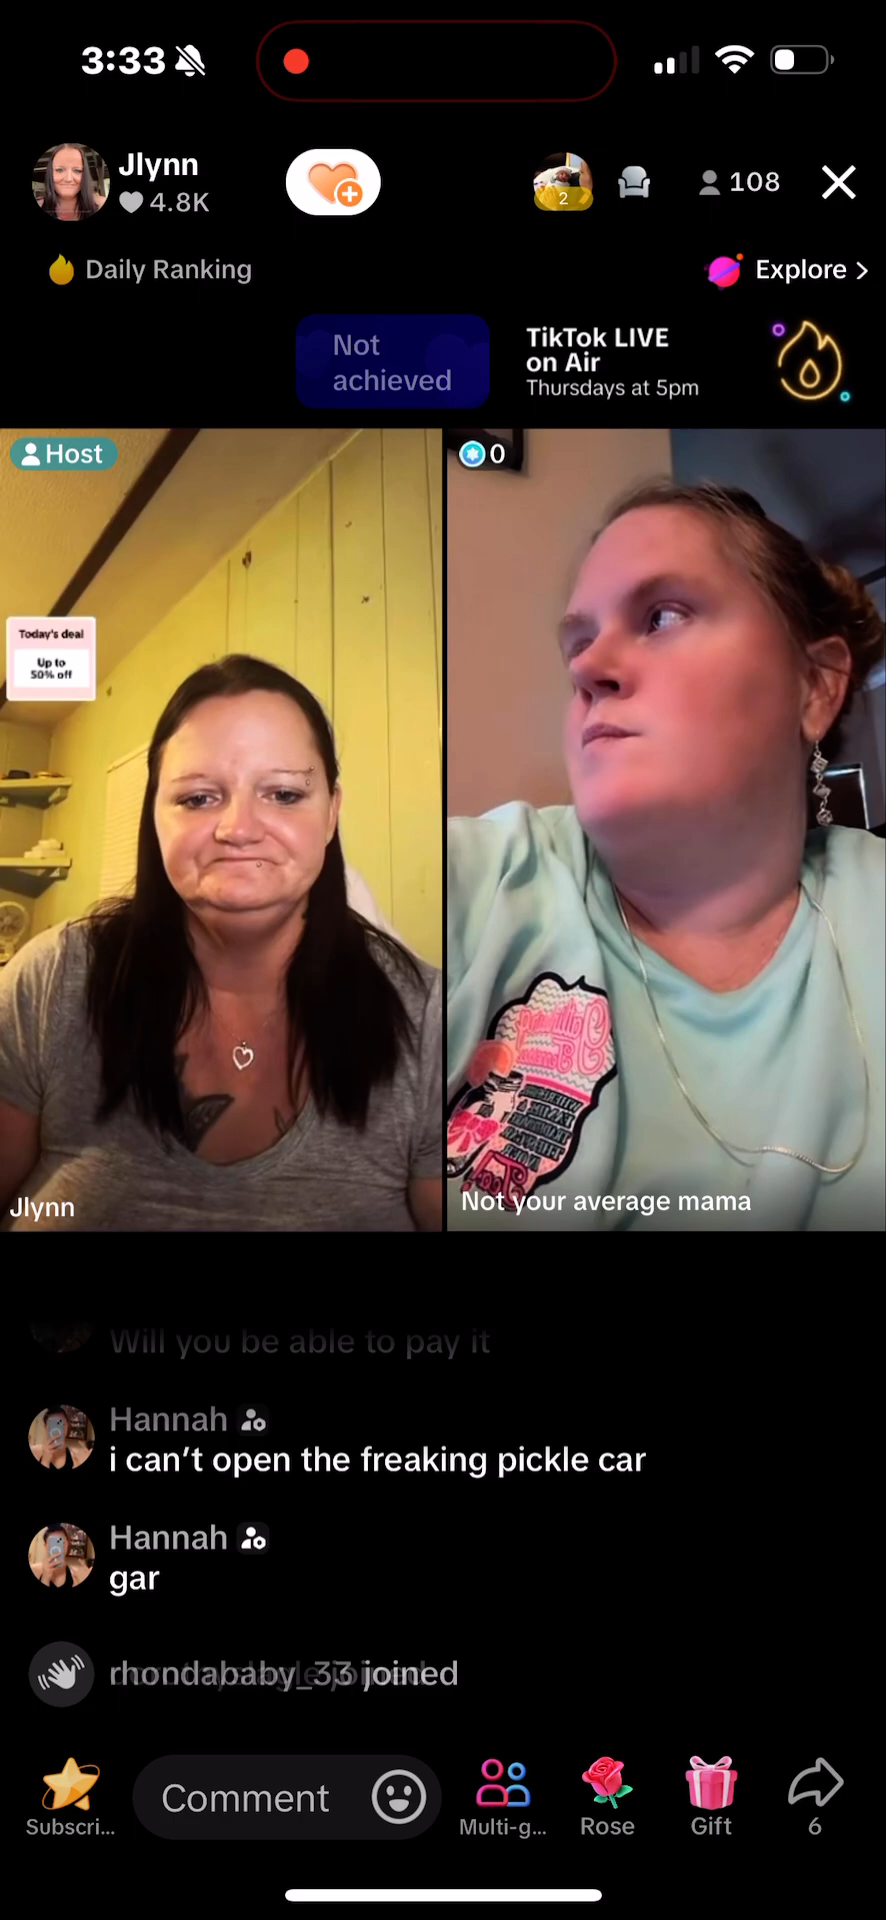 3:33
Jlynn
4.8K
2
108
Daily Ranking
Explore >
Not
achieved
TikTok LIVE
on Air
Thursdays at 5pm
Host
0
Today's deal
Up to
50% off
Jlynn
Not your average mama
Will you be able to pay it
Hannah
i can't open the freaking pickle car
Hannah
gar
rhondababy_33 joined
Subscri...
Comment
Multi-g...
Rose
Gift
6